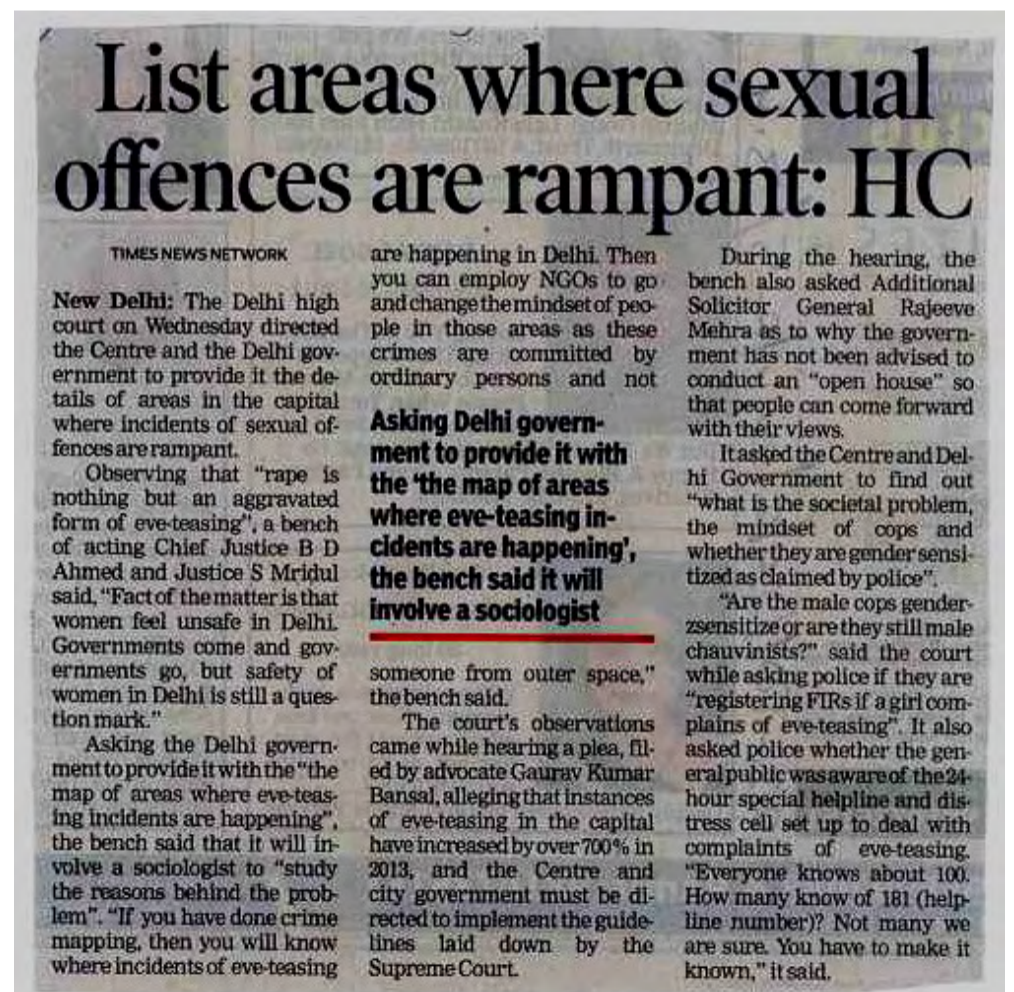 List areas where sexual
offences are rampant: HC
TIMES NEWS NETWORK
New Delhi: The Delhi high
court on Wednesday directed
the Centre and the Delhi gov-
ernment to provide it the de-
tails of areas in the capital
where incidents of sexual of-
fences are rampant.
Observing that “rape is
nothing but an aggravated
form of eve-teasing”, a bench
of acting Chief Justice B D
Ahmed and Justice S Mridul
said, “Fact of the matter is that
women feel unsafe in Delhi.
Governments come and gov-
ernments go, but safety of
women in Delhi is still a ques-
tion mark.”
Asking the Delhi govern-
ment to provide it with the “the
map of areas where eve-teas-
ing incidents are happening”,
the bench said that it will in-
volve a sociologist to “study
the reasons behind the prob-
lem”. “If you have done crime
mapping, then you will know
where incidents of eve-teasing
are happening in Delhi. Then
you can employ NGOs to go
and change the mindset of peo-
ple in those areas as these
crimes are committed by
ordinary persons and not
Asking Delhi govern-
ment to provide it with
the ‘the map of areas
where eve-teasing in-
cidents are happening’,
the bench said it will
involve a sociologist
someone from outer space,”
the bench said.
The court's observations
came while hearing a plea, fil-
ed by advocate Gaurav Kumar
Bansal, alleging that instances
of eve-teasing in the capital
have increased by over 700% in
2013, and the Centre and
city government must be di-
rected to implement the guide-
lines laid down by the
Supreme Court.
During the hearing, the
bench also asked Additional
Solicitor General Rajeeve
Mehra as to why the govern-
ment has not been advised to
conduct an “open house” so
that people can come forward
with their views.
It asked the Centre and Del-
hi Government to find out
“what is the societal problem,
the mindset of cops and
whether they are gender sensi-
tized as claimed by police”.
“Are the male cops gender-
zsensitize or are they still male
chauvinists?” said the court
while asking police if they are
“registering FIRs if a girl com-
plains of eve-teasing”. It also
asked police whether the gen-
eral public was aware of the 24-
hour special helpline and dis-
tress cell set up to deal with
complaints of eve-teasing.
“Everyone knows about 100.
How many know of 181 (help-
line number)? Not many we
are sure. You have to make it
known,” it said.